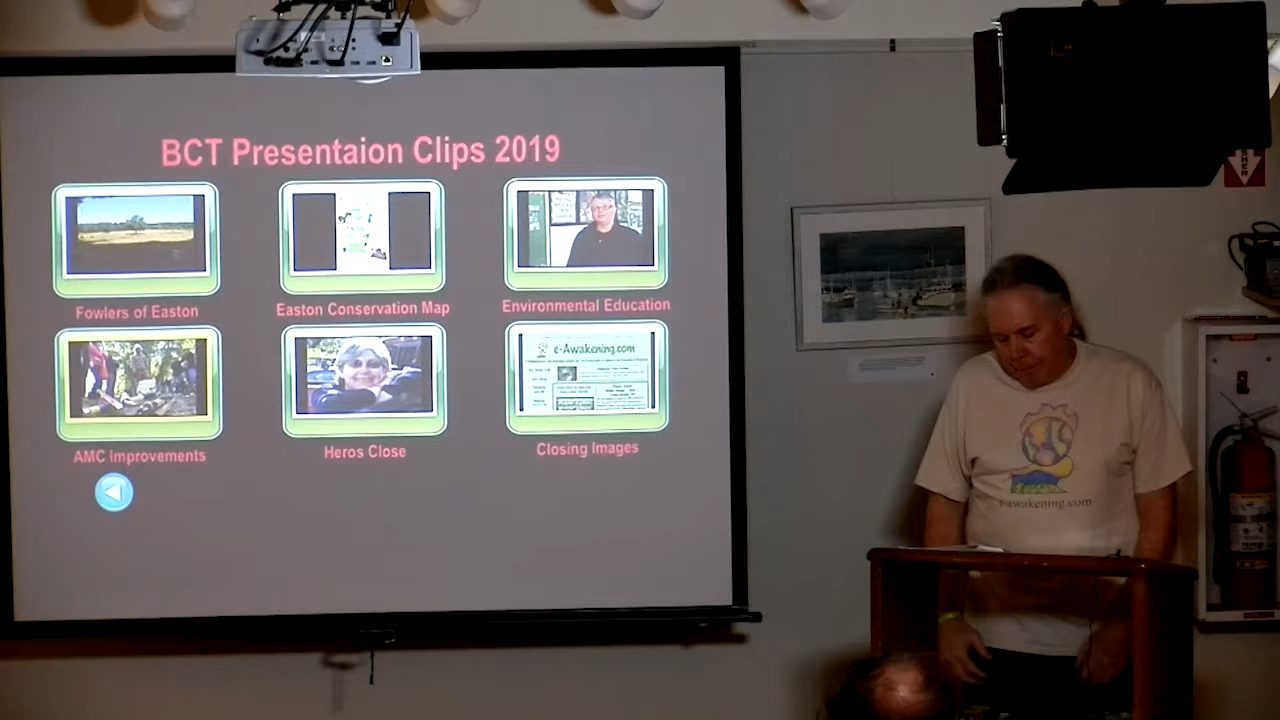 BCT Presentaion Clips 2019
Fowlers of Easton
Easton Conservation Map
Environmental Education
e-Awakening.com
AMC Improvements
Heros Close
Closing Images
e-awakening.com